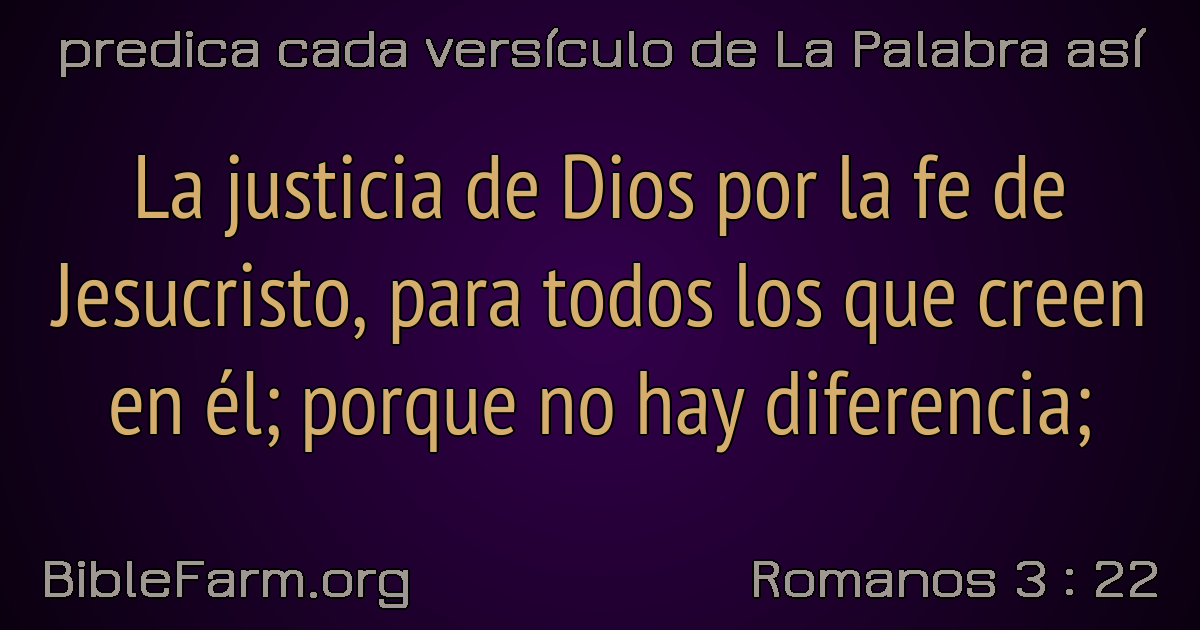 predica cada versículo de La Palabra así
La justicia de Dios por la fe de
Jesucristo, para todos los que creen
en él; porque no hay diferencia;
BibleFarm.org
Romanos 3 : 22